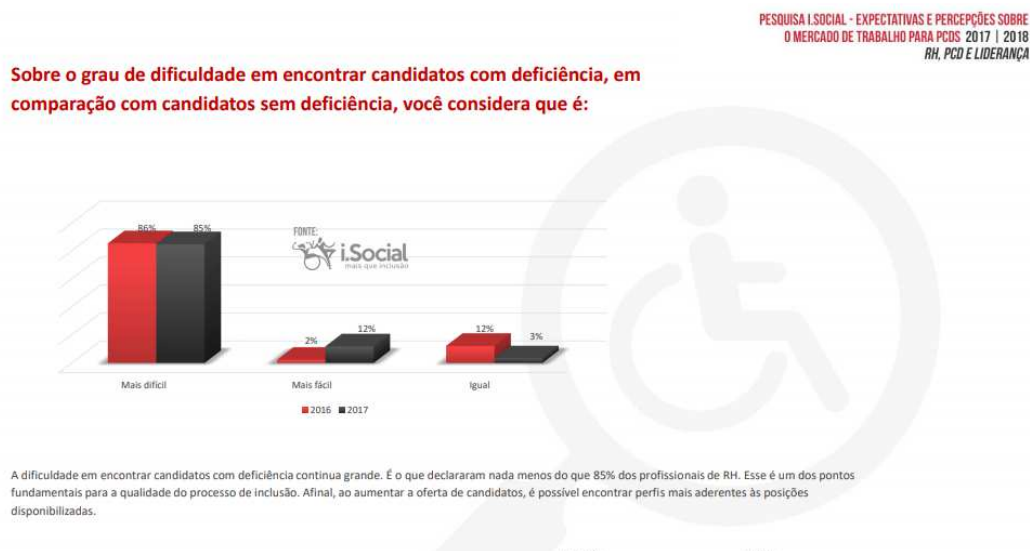 PESQUISA I.SOCIAL - EXPECTATIVAS E PERCEPÇÕES SOBRE
O MERCADO DE TRABALHO PARA PCDS 2017 | 2018
RH, PCD E LIDERANÇA
Sobre o grau de dificuldade em encontrar candidatos com deficiência, em
comparação com candidatos sem deficiência, você considera que é:
86% 85%
FONTE:
i.Social
mais que inclusão
2% 12% 12% 3%
Mais difícil Mais fácil Igual
2016 2017
A dificuldade em encontrar candidatos com deficiência continua grande. É o que declararam nada menos do que 85% dos profissionais de RH. Esse é um dos pontos
fundamentais para a qualidade do processo de inclusão. Afinal, ao aumentar a oferta de candidatos, é possível encontrar perfis mais aderentes às posições
disponibilizadas.